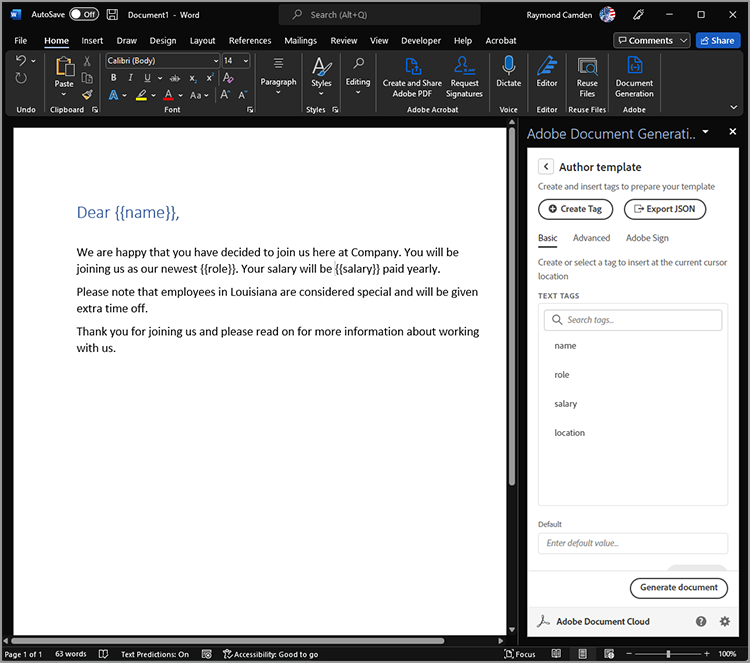 AutoSave Off Document1 - Word Search (Alt+Q) Raymond Camden
File Home Insert Draw Design Layout References Mailings Review View Developer Help Acrobat Comments Share
Calibri (Body) 14
Paste
B I U ab x₂ x²
A A Aa A A
Paragraph
Styles
Editing
Create and Share
Adobe PDF
Request
Signatures
Dictate
Editor
Reuse
Files
Document
Generation
Undo Clipboard Font Styles Adobe Acrobat Voice Editor Reuse Files Adobe
Dear {{name}},
We are happy that you have decided to join us here at Company. You will be
joining us as our newest {{role}}. Your salary will be {{salary}} paid yearly.
Please note that employees in Louisiana are considered special and will be given
extra time off.
Thank you for joining us and please read on for more information about working
with us.
Adobe Document Generati..
Author template
Create and insert tags to prepare your template
Create Tag Export JSON
Basic Advanced Adobe Sign
Create or select a tag to insert at the current cursor
location
TEXT TAGS
Search tags..
name
role
salary
location
Default
Enter default value...
Generate document
Adobe Document Cloud
Page 1 of 1 63 words Text Predictions: On Accessibility: Good to go Focus 100%